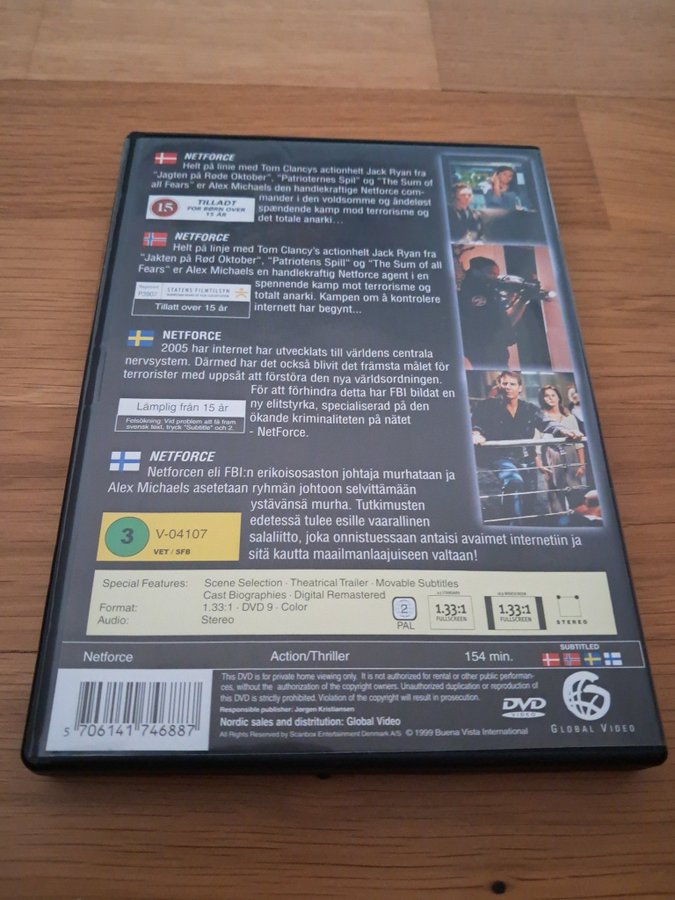 NETFORCE
Helt på linie med Tom Clancys actionhelt Jack Ryan fra
"Jagten på Røde Oktober", "Patrioternes Spil" og "The Sum of
all Fears" er Alex Michaels den handlekraftige Netforce com-
mander i den voldsomme og åndeløst
spændende kamp mod terrorisme og
det totale anarki...
15
TILLADT
FOR BØRN OVER
15 ÅR
NETFORCE
Helt på linje med Tom Clancy's actionhelt Jack Ryan fra
"Jakten på Rød Oktober", "Patriotens Spill" og "The Sum of all
Fears" er Alex Michaels en handlekraftig Netforce agent i en
spennende kamp mot terrorisme og
totalt anarki. Kampen om å kontrolere
internett har begynt...
STATENS FILMTILSYN
Tillatt over 15 år
NETFORCE
2005 har internet har utvecklats till världens centrala
nervsystem. Därmed har det också blivit det främsta målet för
terrorister med uppsåt att förstöra den nya världsordningen.
För att förhindra detta har FBI bildat en
ny elitstyrka, specialiserad på den
ökande kriminaliteten på nätet
- NetForce.
Lämplig från 15 år
Felsökning: Vid problem att få fram
svensk text, tryck "Subtitle" och 2.
NETFORCE
Netforcen eli FBI:n erikoisosaston johtaja murhataan ja
Alex Michaels asetetaan ryhmän johtoon selvittämään
ystävänsä murha. Tutkimusten
edetessä tulee esille vaarallinen
salaliitto, joka onnistuessaan antaisi avaimet internetiin ja
sitä kautta maailmanlaajuiseen valtaan!
3
V-04107
VET / SFB
Special Features: Scene Selection · Theatrical Trailer · Movable Subtitles
Cast Biographies · Digital Remastered
Format: 1.33:1 · DVD 9 · Color
Audio: Stereo
2
PAL
1.33:1
FULLSCREEN
1.33:1
FULLSCREEN
STEREO
Netforce Action/Thriller 154 min.
SUBTITLED
This DVD is for private home viewing only. It is not authorized for rental or other public performan-
ces, without the authorization of the copyright owners. Unauthorized duplication or reproduction of
this DVD is strictly prohibited. Violation of the copyright will result in prosecution.
Responsible publisher: Jørgen Kristiansen
Nordic sales and distritution: Global Video
All Rights Reserved by Scanbox Entertainment Danmark A/S © 1999 Buena Vista International
5 706141 746887
DVD
VIDEO
GLOBAL VIDEO